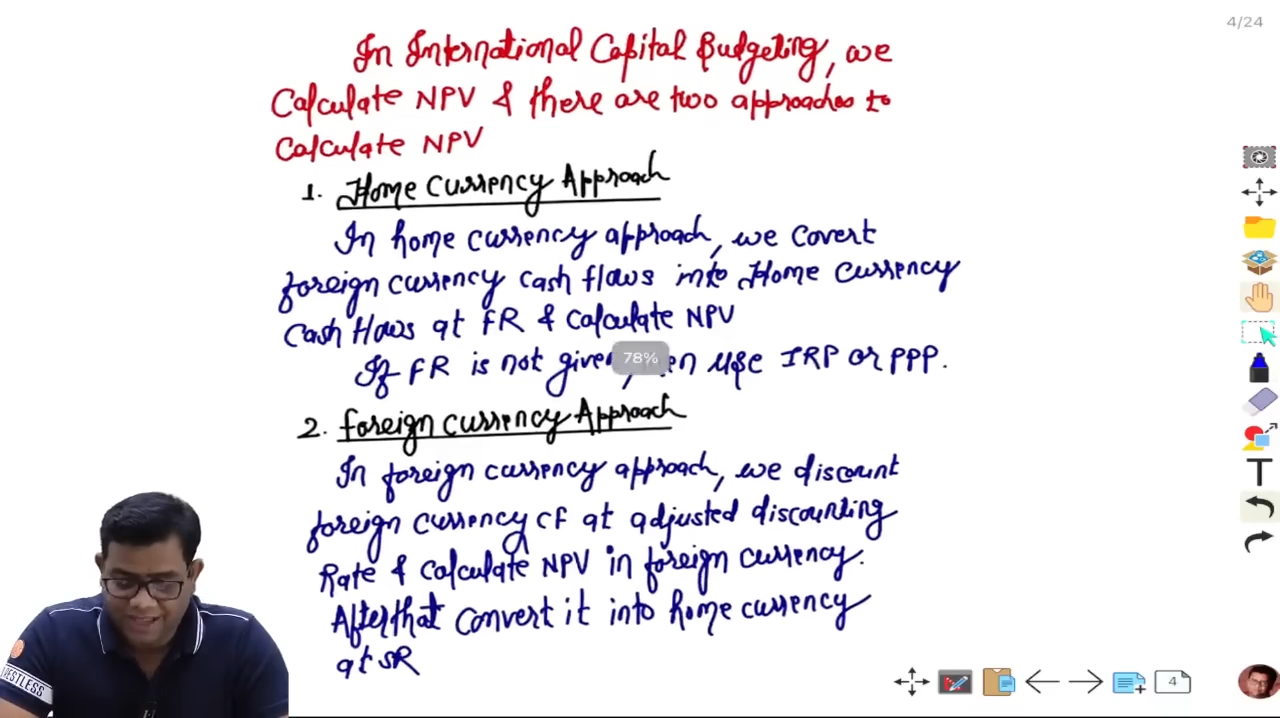 4/24
In International Capital Budgeting, we
Calculate NPV & there are two approaches to
Calculate NPV
1. Home Currency Approach
In home currency approach, we covert
foreign currency cash flows into Home Currency
Cash flows at FR & Calculate NPV
If FR is not given, use IRP or PPP.
78%
2. Foreign Currency Approach
In foreign currency approach, we discount
foreign currency CF at adjusted discounting
Rate & Calculate NPV in foreign currency.
After that convert it into home currency
at SR
RESTLESS
T
4